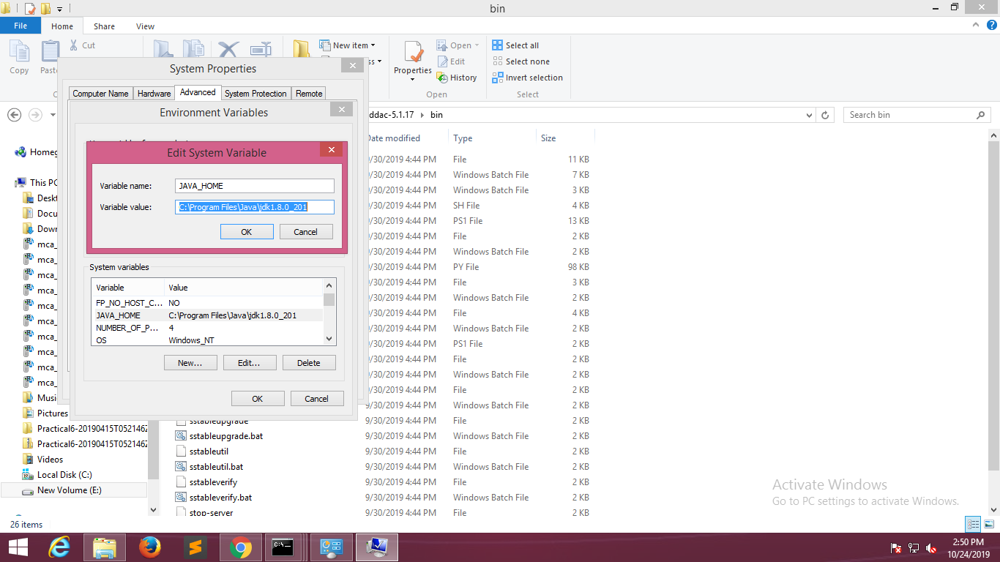 bin
File Home Share View
Copy
Cut
New item
Properties
Open
Edit
History
Open
Select all
Select none
Invert selection
Select
ddac-5.1.17 bin
Search bin
System Properties
Computer Name Hardware Advanced System Protection Remote
Environment Variables
Edit System Variable
Variable name: JAVA_HOME
Variable value: C:\Program Files\Java\jdk1.8.0_201
OK Cancel
System variables
Variable Value
FP_NO_HOST_C... NO
JAVA_HOME C:\Program Files\Java\jdk1.8.0_201
NUMBER_OF_P... 4
OS Windows_NT
New... Edit... Delete
OK Cancel
Homeg
This PC
Deskt
Docu
Down
mca_
mca_
mca_
mca_
mca_
mca_
mca_
mca_
mca_
mca_
Music
Pictures
Practical6-20190415T052146Z
Practical6-20190415T052146Z
Videos
Local Disk (C:)
New Volume (E:)
Date modified Type Size
9/30/2019 4:44 PM File 11 KB
9/30/2019 4:44 PM Windows Batch File 7 KB
9/30/2019 4:44 PM Windows Batch File 3 KB
9/30/2019 4:44 PM SH File 4 KB
9/30/2019 4:44 PM PS1 File 13 KB
9/30/2019 4:44 PM File 2 KB
9/30/2019 4:44 PM Windows Batch File 2 KB
9/30/2019 4:44 PM PY File 98 KB
9/30/2019 4:44 PM File 3 KB
9/30/2019 4:44 PM Windows Batch File 2 KB
9/30/2019 4:44 PM File 4 KB
9/30/2019 4:44 PM Windows Batch File 2 KB
9/30/2019 4:44 PM PS1 File 2 KB
9/30/2019 4:44 PM File 2 KB
9/30/2019 4:44 PM Windows Batch File 2 KB
9/30/2019 4:44 PM File 2 KB
9/30/2019 4:44 PM Windows Batch File 2 KB
sstableupgrade 9/30/2019 4:44 PM File 2 KB
sstableupgrade.bat 9/30/2019 4:44 PM Windows Batch File 2 KB
sstableutil 9/30/2019 4:44 PM File 2 KB
sstableutil.bat 9/30/2019 4:44 PM Windows Batch File 2 KB
sstableverify 9/30/2019 4:44 PM File 2 KB
sstableverify.bat 9/30/2019 4:44 PM Windows Batch File 2 KB
stop-server 9/30/2019 4:44 PM File 2 KB
Activate Windows
Go to PC settings to activate Windows.
26 items
2:50 PM
10/24/2019